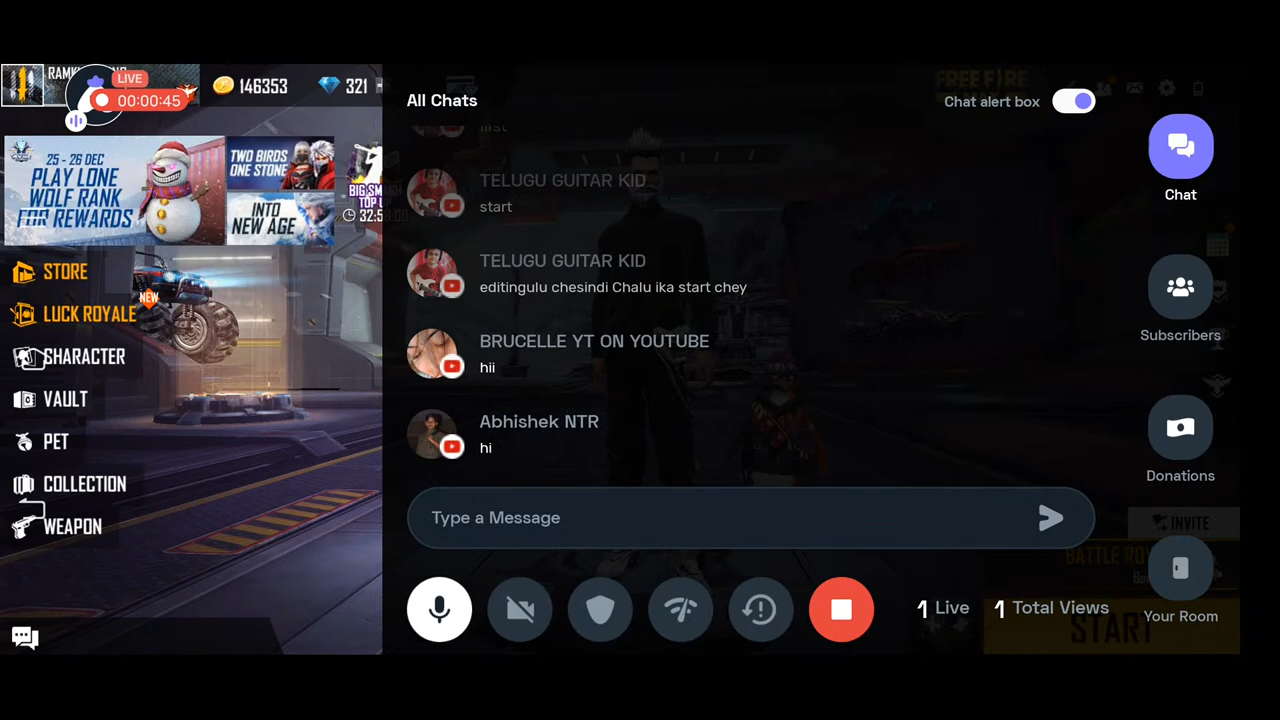 LIVE
00:00:45
146353
321
25 - 26 DEC
PLAY LONE
WOLF RANK
FOR REWARDS
TWO BIRDS
ONE STONE
INTO
NEW AGE
STORE
NEW
LUCK ROYALE
CHARACTER
VAULT
PET
COLLECTION
WEAPON
All Chats
FREE FIRE
Chat alert box
first
TELUGU GUITAR KID
start
TELUGU GUITAR KID
editingulu chesindi Chalu ika start chey
BRUCELLE YT ON YOUTUBE
hii
Abhishek NTR
hi
Type a Message
1 Live
1 Total Views
Chat
Subscribers
Donations
INVITE
Your Room
START